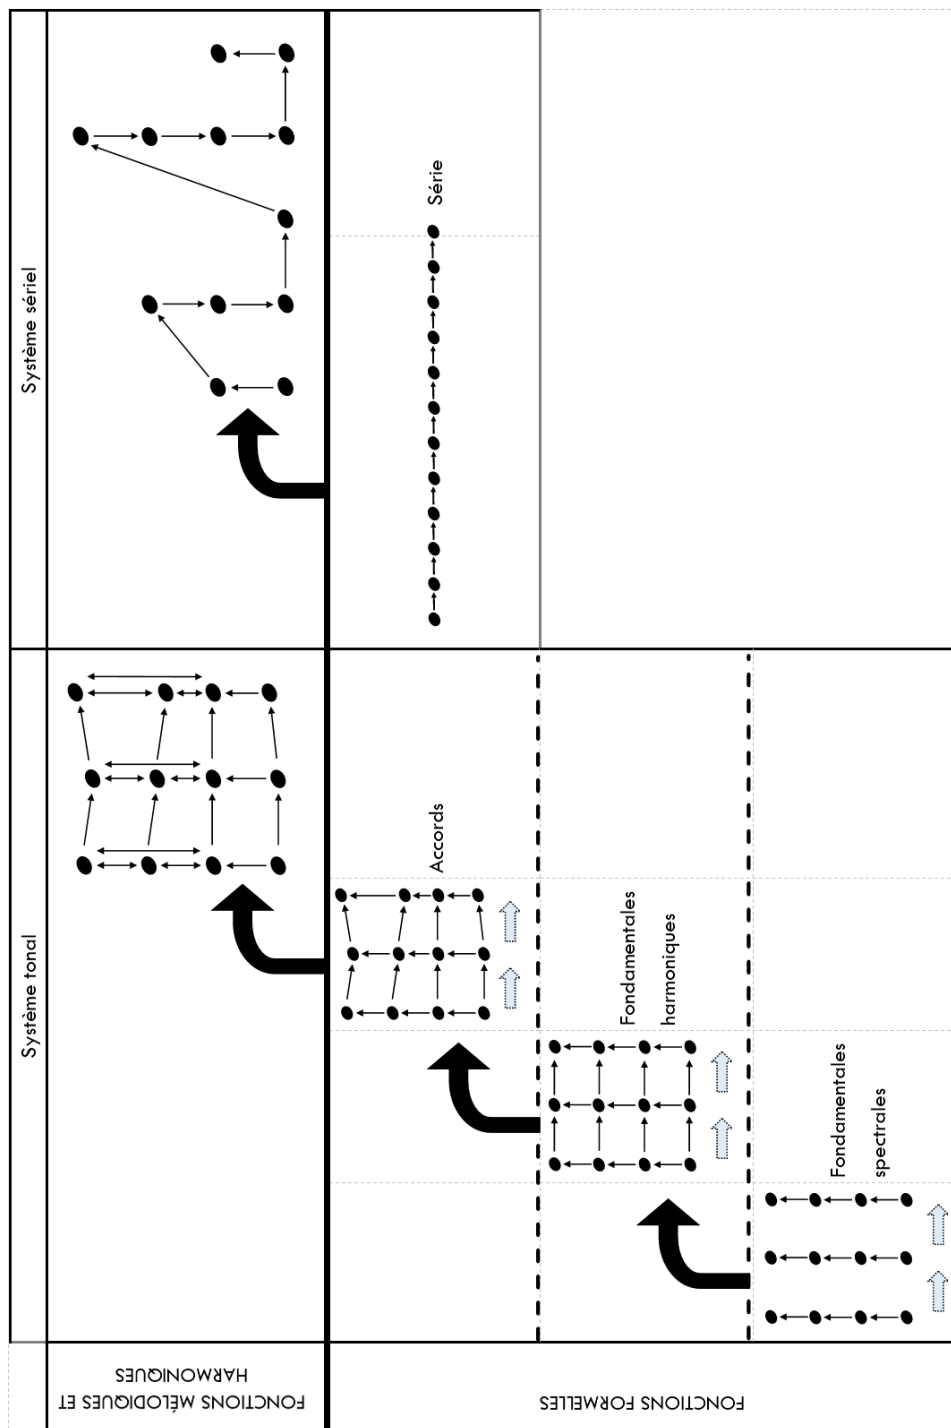 Système tonal
Système sériel
FONCTIONS MÉLODIQUES ET
HARMONIQUES
FONCTIONS FORMELLES
Accords
Série
Fondamentales
harmoniques
Fondamentales
spectrales